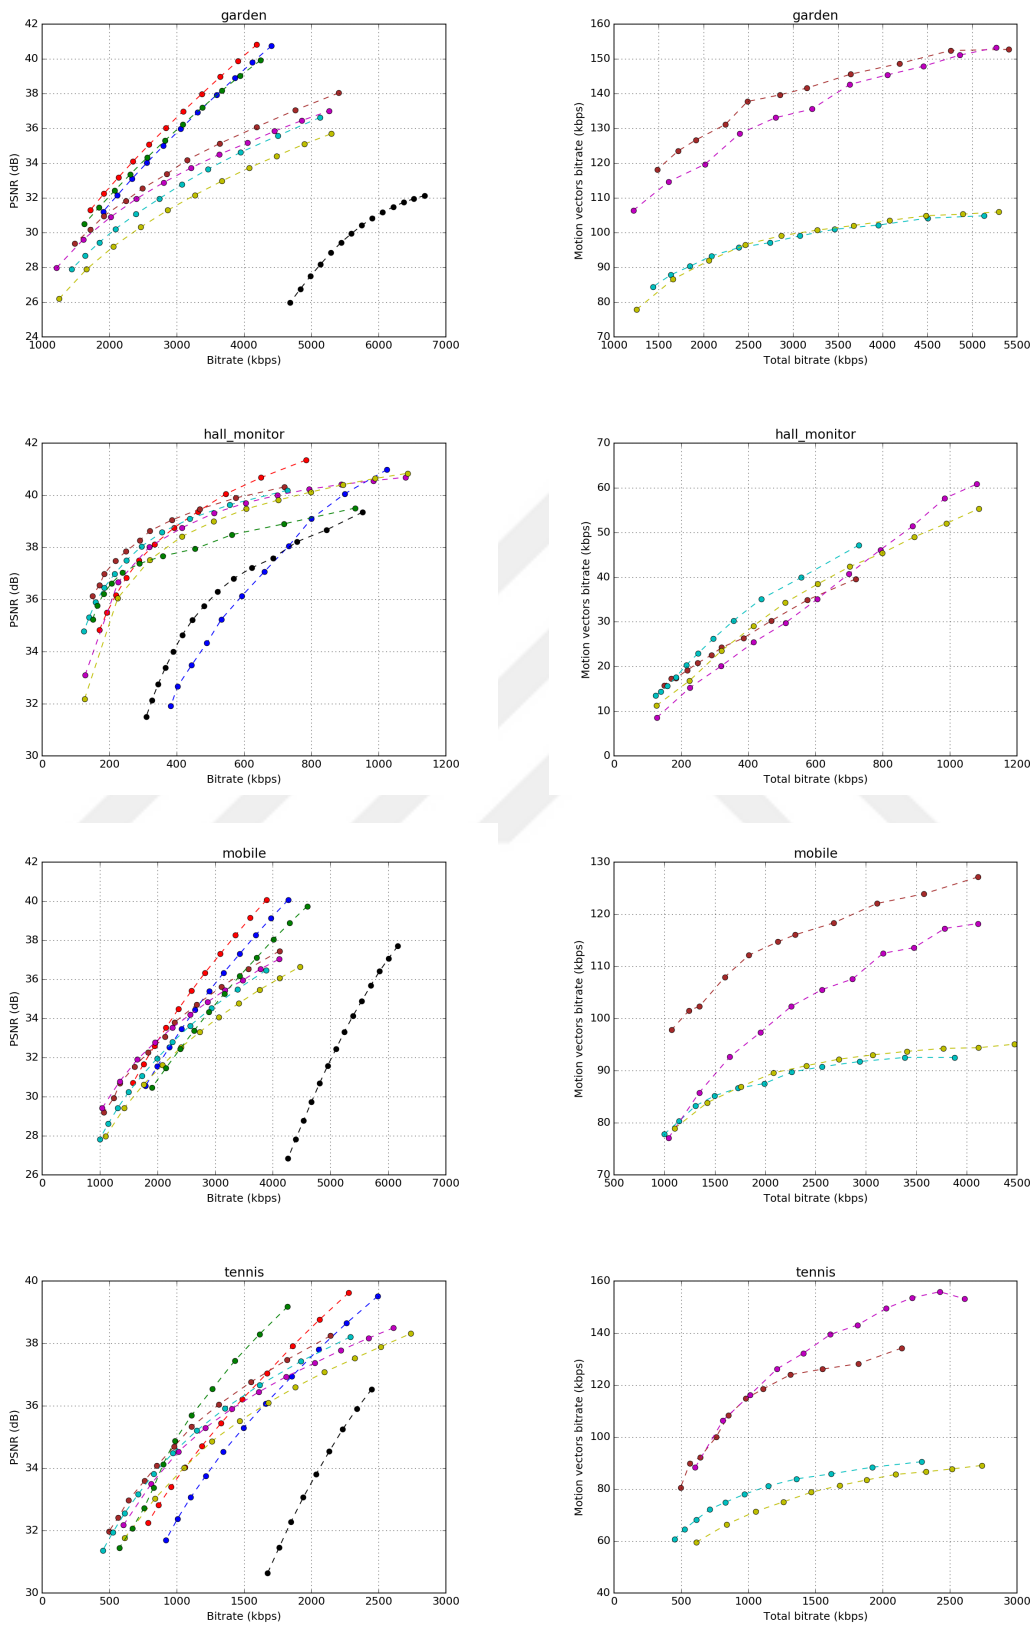 garden
42
40
38
36
34
32
30
28
26
24
PSNR (dB)
1000 2000 3000 4000 5000 6000 7000
Bitrate (kbps)
garden
160
150
140
130
120
110
100
90
80
70
Motion vectors bitrate (kbps)
1000 1500 2000 2500 3000 3500 4000 4500 5000 5500
Total bitrate (kbps)
hall_monitor
42
40
38
36
34
32
30
PSNR (dB)
0 200 400 600 800 1000 1200
Bitrate (kbps)
hall_monitor
70
60
50
40
30
20
10
0
Motion vectors bitrate (kbps)
0 200 400 600 800 1000 1200
Total bitrate (kbps)
mobile
42
40
38
36
34
32
30
28
26
PSNR (dB)
0 1000 2000 3000 4000 5000 6000 7000
Bitrate (kbps)
mobile
130
120
110
100
90
80
70
Motion vectors bitrate (kbps)
500 1000 1500 2000 2500 3000 3500 4000 4500
Total bitrate (kbps)
tennis
40
38
36
34
32
30
PSNR (dB)
0 500 1000 1500 2000 2500 3000
Bitrate (kbps)
tennis
160
140
120
100
80
60
40
Motion vectors bitrate (kbps)
0 500 1000 1500 2000 2500 3000
Total bitrate (kbps)